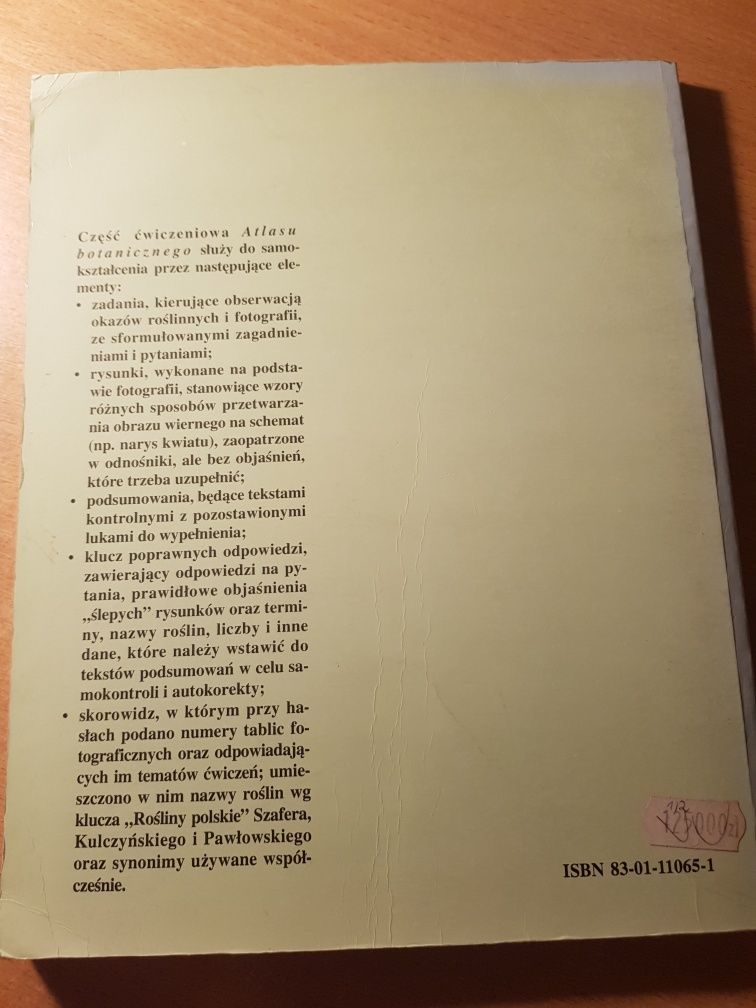 Część ćwiczeniowa Atlasu
botanicznego służy do samo-
kształcenia przez następujące ele-
menty:
• zadania, kierujące obserwacją
okazów roślinnych i fotografii,
ze sformułowanymi zagadnie-
niami i pytaniami;
• rysunki, wykonane na podsta-
wie fotografii, stanowiące wzory
różnych sposobów przetwarza-
nia obrazu wiernego na schemat
(np. narys kwiatu), zaopatrzone
w odnośniki, ale bez objaśnień,
które trzeba uzupełnić;
• podsumowania, będące tekstami
kontrolnymi z pozostawionymi
lukami do wypełnienia;
• klucz poprawnych odpowiedzi,
zawierający odpowiedzi na py-
tania, prawidłowe objaśnienia
„ślepych” rysunków oraz termi-
ny, nazwy roślin, liczby i inne
dane, które należy wstawić do
tekstów podsumowań w celu sa-
mokontroli i autokorekty;
• skorowidz, w którym przy ha-
słach podano numery tablic fo-
tograficznych oraz odpowiadają-
cych im tematów ćwiczeń; umie-
szczono w nim nazwy roślin wg
klucza „Rośliny polskie” Szafera,
Kulczyńskiego i Pawłowskiego
oraz synonimy używane współ-
cześnie.
ISBN 83-01-11065-1